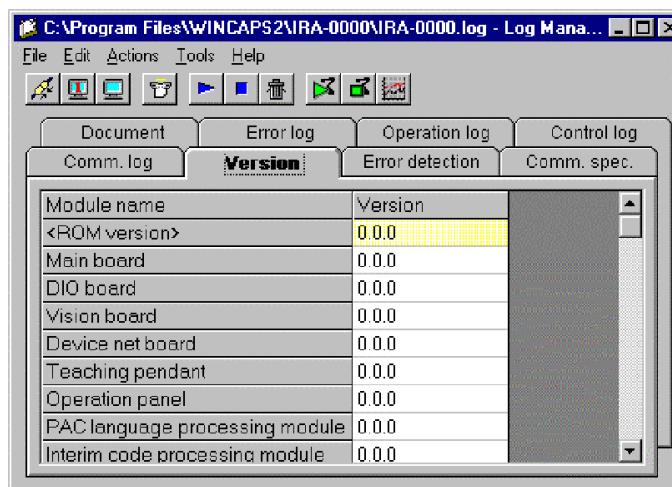 C:\Program Files\WINCAPS2\IRA-0000\IRA-0000.log - Log Mana...
File Edit Actions Tools Help
Document Error log Operation log Control log
Comm. log Version Error detection Comm. spec.
Module name Version
<ROM version> 0.0.0
Main board 0.0.0
DIO board 0.0.0
Vision board 0.0.0
Device net board 0.0.0
Teaching pendant 0.0.0
Operation panel 0.0.0
PAC language processing module 0.0.0
Interim code processing module 0.0.0